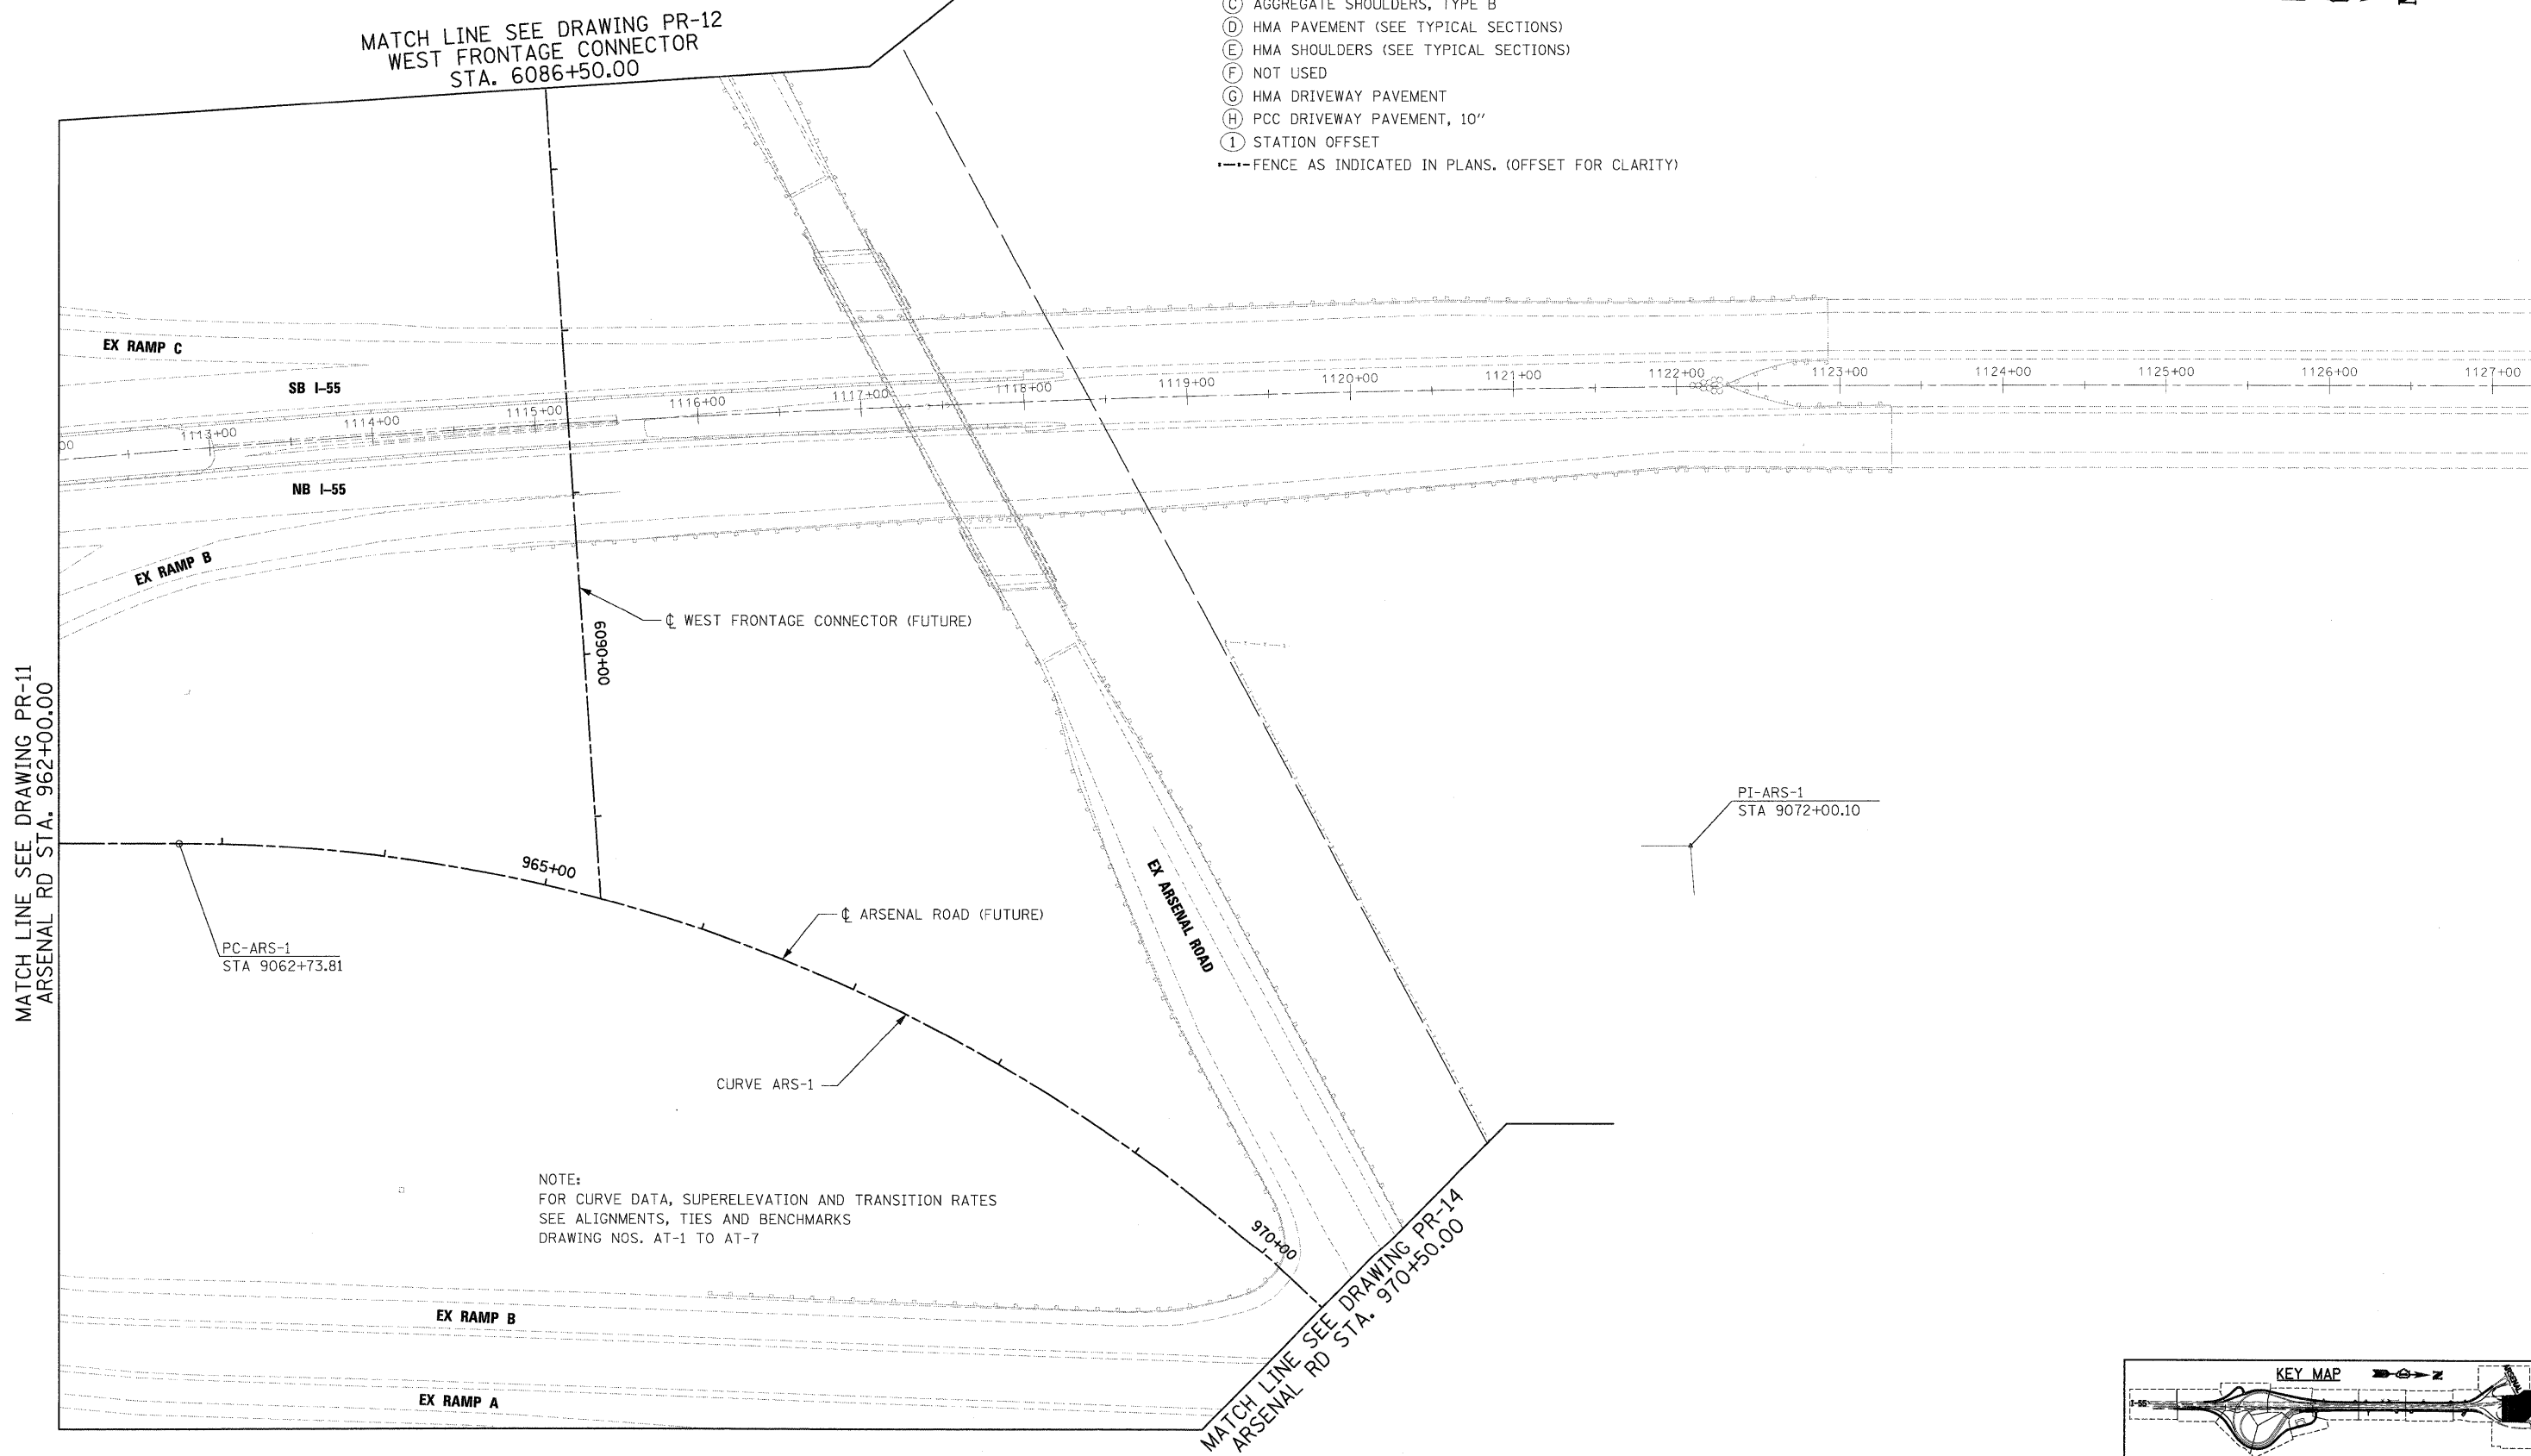 MATCH LINE SEE DRAWING PR-12
WEST FRONTAGE CONNECTOR
STA. 6086+50.00
Ⓒ AGGREGATE SHOULDERS, TYPE B
Ⓓ HMA PAVEMENT (SEE TYPICAL SECTIONS)
Ⓔ HMA SHOULDERS (SEE TYPICAL SECTIONS)
Ⓕ NOT USED
Ⓖ HMA DRIVEWAY PAVEMENT
Ⓗ PCC DRIVEWAY PAVEMENT, 10"
① STATION OFFSET
FENCE AS INDICATED IN PLANS. (OFFSET FOR CLARITY)
EX RAMP C
SB I-55
00
1113+00
1114+00
1115+00
1116+00
1117+00
1118+00
1119+00
1120+00
1121+00
1122+00
1123+00
1124+00
1125+00
1126+00
1127+00
NB I-55
EX RAMP B
℄ WEST FRONTAGE CONNECTOR (FUTURE)
6090+00
MATCH LINE SEE DRAWING PR-11
ARSENAL RD STA. 962+00.00
PI-ARS-1
STA 9072+00.10
965+00
EX ARSENAL ROAD
℄ ARSENAL ROAD (FUTURE)
PC-ARS-1
STA 9062+73.81
CURVE ARS-1
NOTE:
FOR CURVE DATA, SUPERELEVATION AND TRANSITION RATES
SEE ALIGNMENTS, TIES AND BENCHMARKS
DRAWING NOS. AT-1 TO AT-7
970+00
MATCH LINE SEE DRAWING PR-14
ARSENAL RD STA. 970+50.00
EX RAMP B
EX RAMP A
KEY MAP
N
I-55
ARSENAL